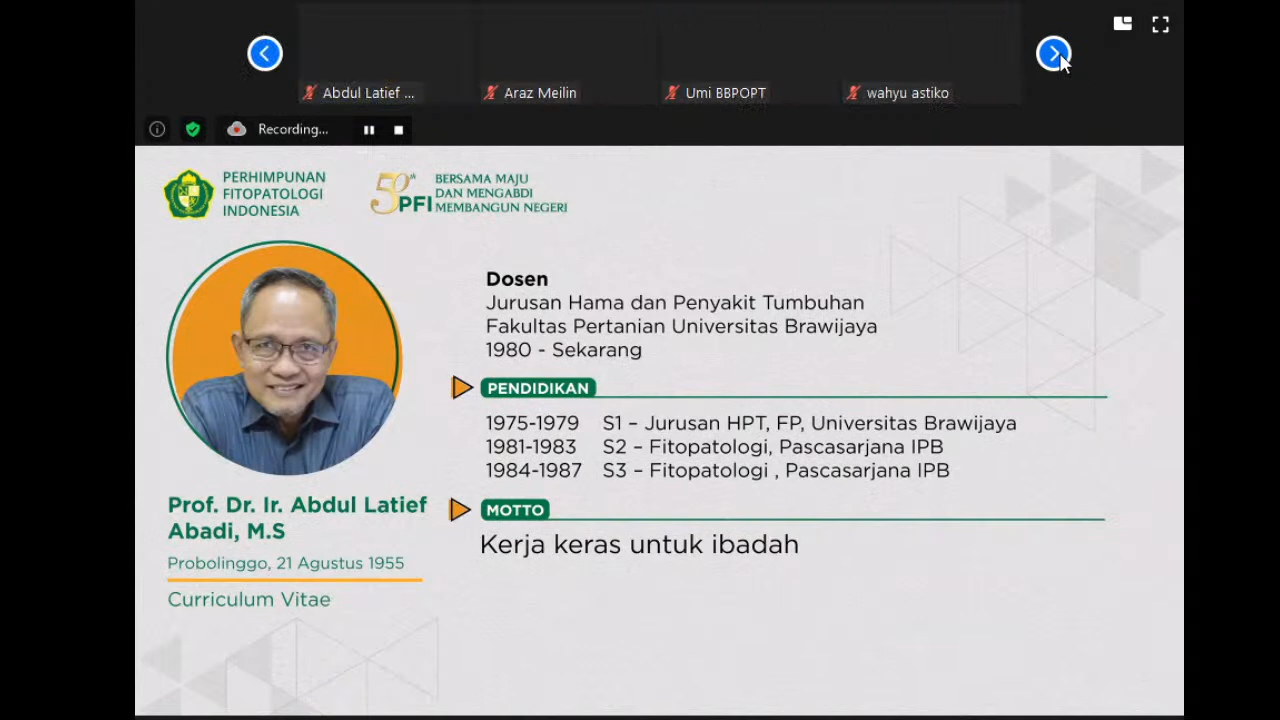 Abdul Latief ...
Araz Meilin
Umi BBPOPT
wahyu astiko
Recording...
PERHIMPUNAN
FITOPATOLOGI
INDONESIA
50th
PFI
BERSAMA MAJU
DAN MENGABDI
MEMBANGUN NEGERI
Dosen
Jurusan Hama dan Penyakit Tumbuhan
Fakultas Pertanian Universitas Brawijaya
1980 - Sekarang
PENDIDIKAN
1975-1979 S1 – Jurusan HPT, FP, Universitas Brawijaya
1981-1983 S2 – Fitopatologi, Pascasarjana IPB
1984-1987 S3 – Fitopatologi , Pascasarjana IPB
MOTTO
Kerja keras untuk ibadah
Prof. Dr. Ir. Abdul Latief
Abadi, M.S
Probolinggo, 21 Agustus 1955
Curriculum Vitae